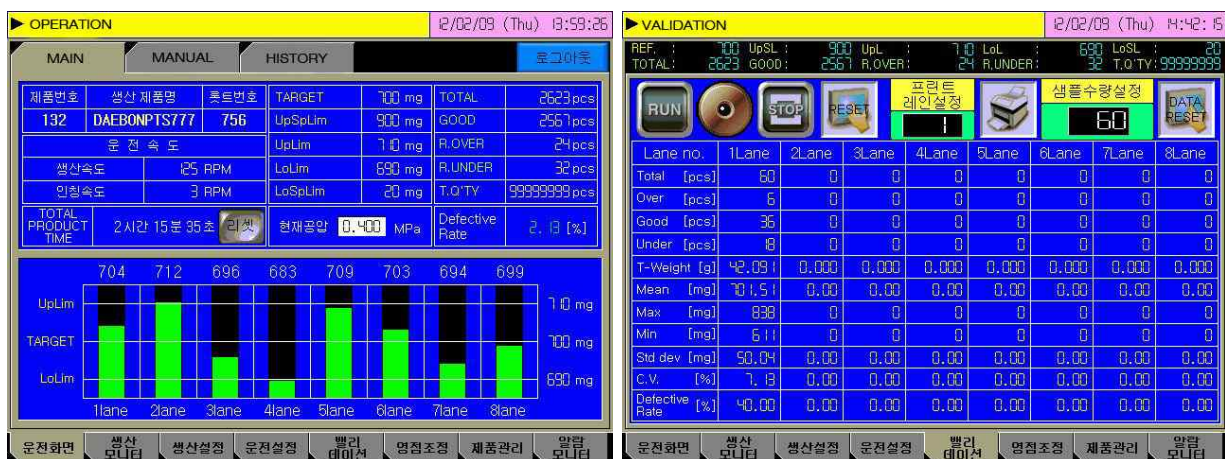 OPERATION 12/02/09 (Thu) 13:59:26
MAIN MANUAL HISTORY 로그아웃
제품번호 생산 제품명 롯트번호 TARGET 700 mg TOTAL 2623 pcs
132 DAEBONPTS777 756 UpSpLim 900 mg GOOD 2567 pcs
운 전 속 도 UpLim 710 mg R.OVER 24 pcs
생산속도 125 RPM LoLim 690 mg R.UNDER 32 pcs
인칭속도 3 RPM LoSpLim 20 mg T.Q'TY 99999999 pcs
TOTAL PRODUCT TIME 2시간 15분 35초 리셋 현재공압 0.400 MPa Defective Rate 2.13 [%]
704 712 696 683 709 703 694 699
UpLim 710 mg
TARGET 700 mg
LoLim 690 mg
1lane 2lane 3lane 4lane 5lane 6lane 7lane 8lane
운전화면 생산모니터 생산설정 운전설정 밸리데이션 영점조정 제품관리 알람모니터
VALIDATION 12/02/09 (Thu) 14:42:15
REF. : 700 UpSL : 900 UpL : 710 LoL : 690 LoSL : 20
TOTAL: 2623 GOOD: 2567 R.OVER: 24 R.UNDER: 32 T.Q'TY: 99999999
RUN STOP RESET 프린트 레인설정 1 샘플수량설정 60 DATA RESET
Lane no. 1Lane 2Lane 3Lane 4Lane 5Lane 6Lane 7Lane 8Lane
Total [pcs] 60 0 0 0 0 0 0 0
Over [pcs] 6 0 0 0 0 0 0 0
Good [pcs] 36 0 0 0 0 0 0 0
Under [pcs] 18 0 0 0 0 0 0 0
T-Weight [g] 42.091 0.000 0.000 0.000 0.000 0.000 0.000 0.000
Mean [mg] 701.51 0.00 0.00 0.00 0.00 0.00 0.00 0.00
Max [mg] 838 0 0 0 0 0 0 0
Min [mg] 611 0 0 0 0 0 0 0
Std dev [mg] 50.04 0.00 0.00 0.00 0.00 0.00 0.00 0.00
C.V. [%] 7.13 0.00 0.00 0.00 0.00 0.00 0.00 0.00
Defective Rate [%] 40.00 0.00 0.00 0.00 0.00 0.00 0.00 0.00
운전화면 생산모니터 생산설정 운전설정 밸리데이션 영점조정 제품관리 알람모니터